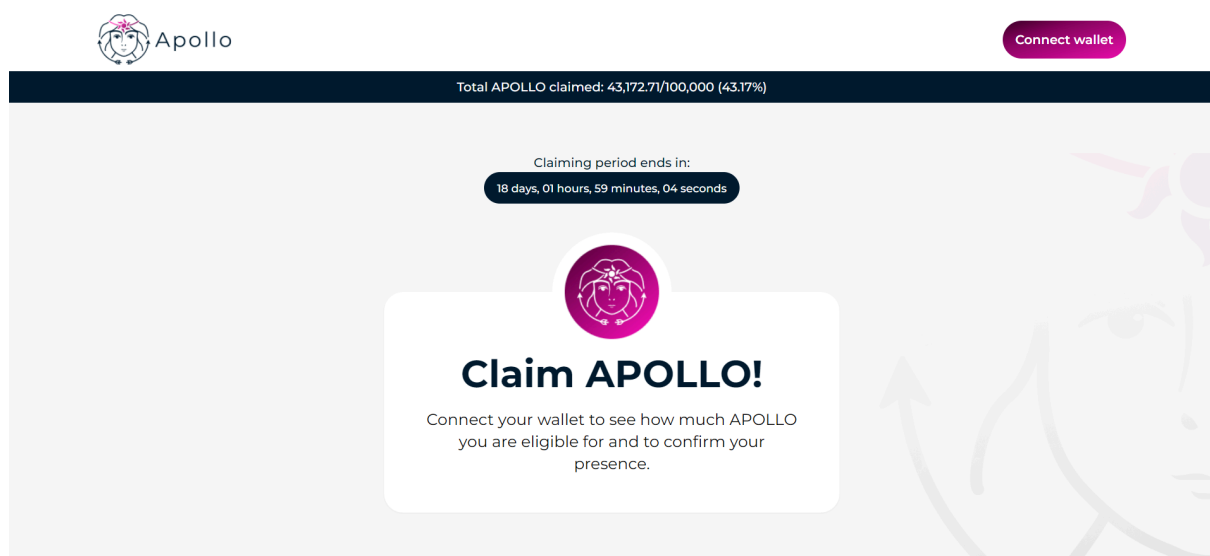 Apollo
Connect wallet
Total APOLLO claimed: 43,172.71/100,000 (43.17%)
Claiming period ends in:
18 days, 01 hours, 59 minutes, 04 seconds
Claim APOLLO!
Connect your wallet to see how much APOLLO
you are eligible for and to confirm your
presence.